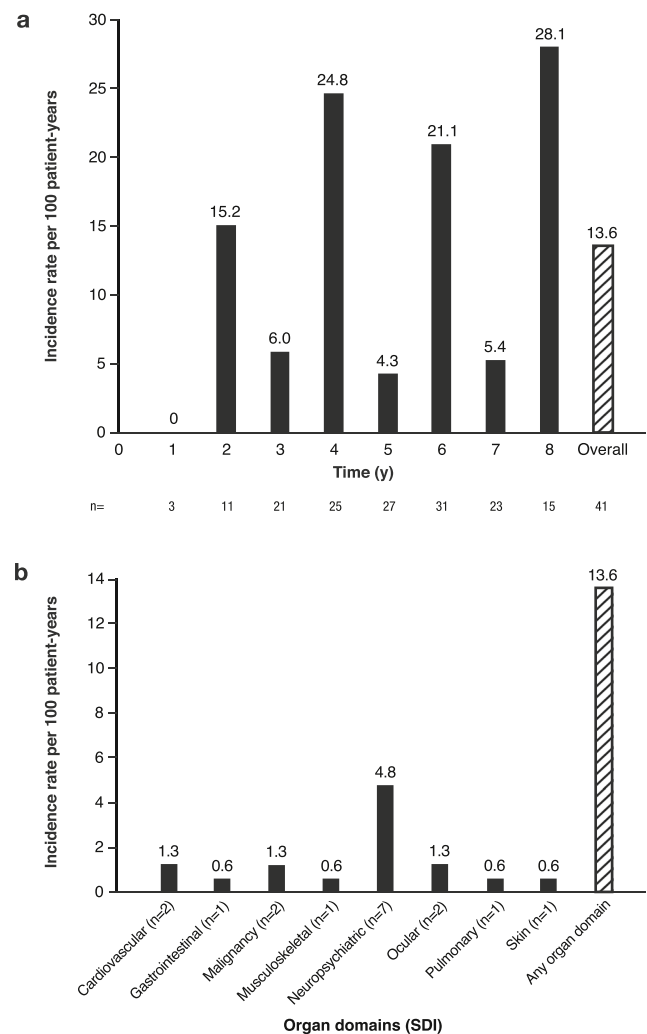 a
Incidence rate per 100 patient-years
30
25
20
15
10
5
0
0
15.2
6.0
24.8
4.3
21.1
5.4
28.1
13.6
0 1 2 3 4 5 6 7 8 Overall
Time (y)
n= 3 11 21 25 27 31 23 15 41
b
Incidence rate per 100 patient-years
14
12
10
8
6
4
2
0
1.3
0.6
1.3
0.6
4.8
1.3
0.6
0.6
13.6
Cardiovascular (n=2)
Gastrointestinal (n=1)
Malignancy (n=2)
Musculoskeletal (n=1)
Neuropsychiatric (n=7)
Ocular (n=2)
Pulmonary (n=1)
Skin (n=1)
Any organ domain
Organ domains (SDI)